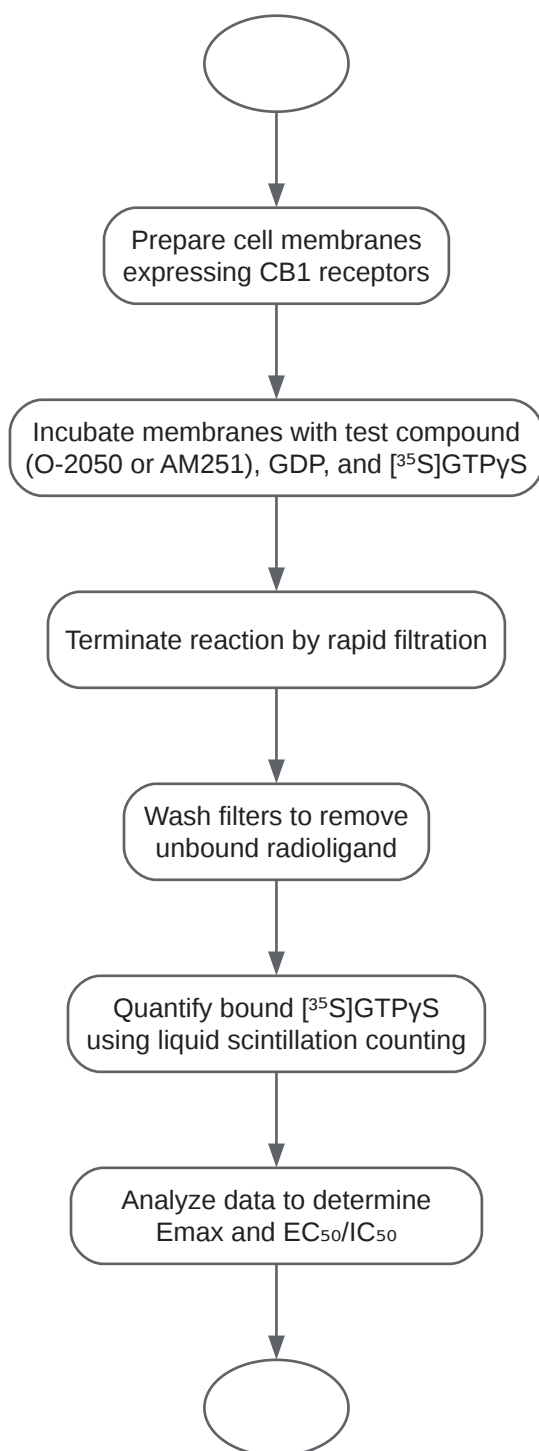 Prepare cell membranes
expressing CB1 receptors
Incubate membranes with test compound
(O-2050 or AM251), GDP, and [³⁵S]GTPγS
Terminate reaction by rapid filtration
Wash filters to remove
unbound radioligand
Quantify bound [³⁵S]GTPγS
using liquid scintillation counting
Analyze data to determine
Emax and EC₅₀/IC₅₀